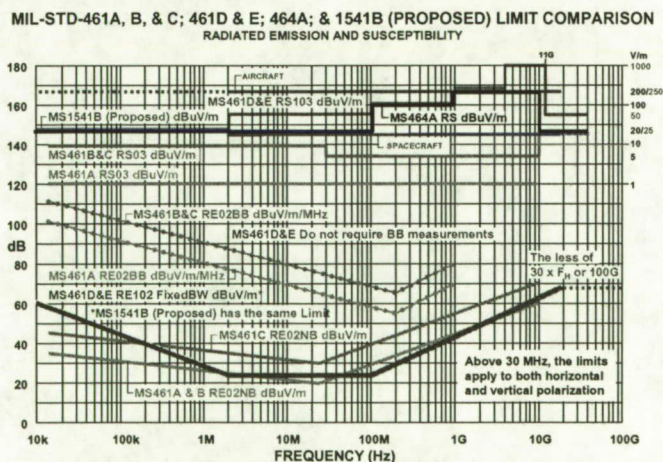 MIL-STD-461A, B, & C; 461D & E; 464A; & 1541B (PROPOSED) LIMIT COMPARISON
RADIATED EMISSION AND SUSCEPTIBILITY
11G
V/m
180
AIRCRAFT
1000
MS461D&E RS103 dBuV/m
200/250
160
MS1541B (Proposed) dBuV/m
MS464A RS dBuV/m
100
50
20/25
140
MS461B&C RS03 dBuV/m
SPACECRAFT
10
5
MS461A RS03 dBuV/m
120
1
MS461B&C RE02BB dBuV/m/MHz
100
MS461D&E Do not require BB measurements
dB
80
MS461A RE02BB dBuV/m/MHz
The less of
30 x FH or 100G
MS461D&E RE102 FixedBW dBuV/m*
60
*MS1541B (Proposed) has the same Limit
MS461C RE02NB dBuV/m
40
Above 30 MHz, the limits
apply to both horizontal
and vertical polarization
20
MS461A & B RE02NB dBuV/m
0
10k 100k 1M 10M 100M 1G 10G 100G
FREQUENCY (Hz)